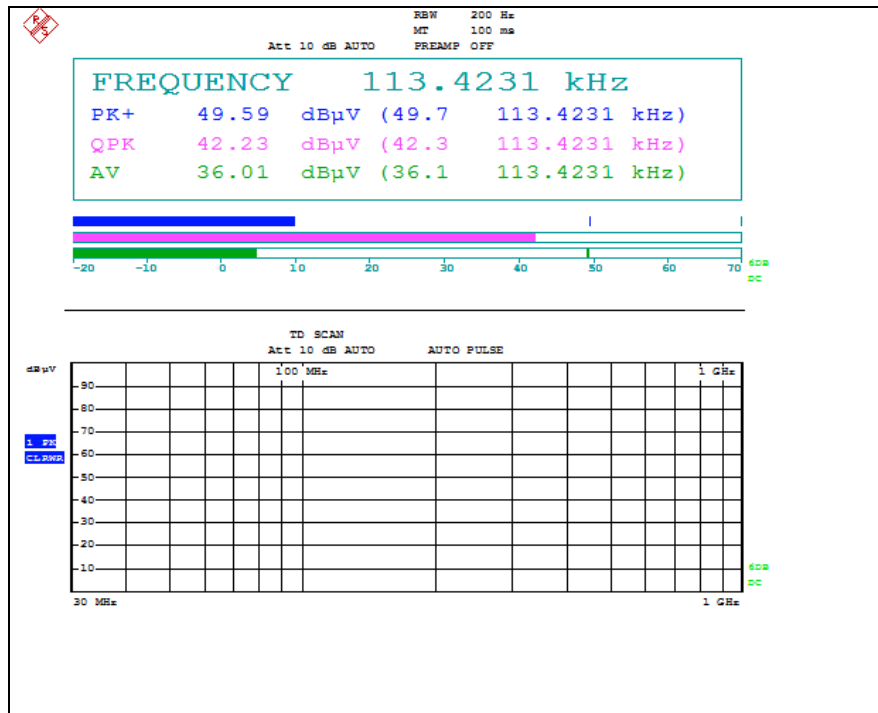 R S
RBW 200 Hz
MT 100 ms
Att 10 dB AUTO PREAMP OFF
FREQUENCY 113.4231 kHz
PK+ 49.59 dBµV (49.7 113.4231 kHz)
QPK 42.23 dBµV (42.3 113.4231 kHz)
AV 36.01 dBµV (36.1 113.4231 kHz)
-20 -10 0 10 20 30 40 50 60 70
6DB
DC
TD SCAN
Att 10 dB AUTO AUTO PULSE
dBµV
100 MHz 1 GHz
90
80
70
1 PK
CLRWR
60
50
40
30
20
10
6DB
DC
30 MHz 1 GHz